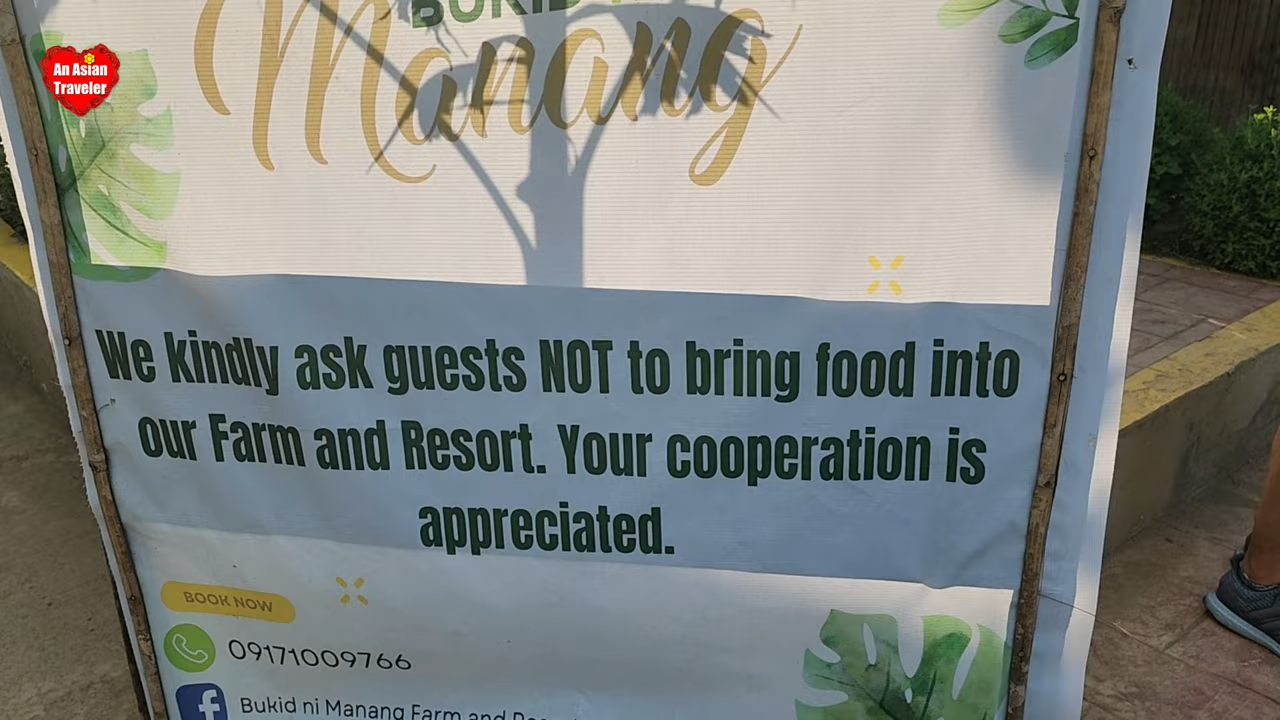 An Asian
Traveler
BUKID
Manang
We kindly ask guests NOT to bring food into
our Farm and Resort. Your cooperation is
appreciated.
BOOK NOW
09171009766
Bukid ni Manang Farm and